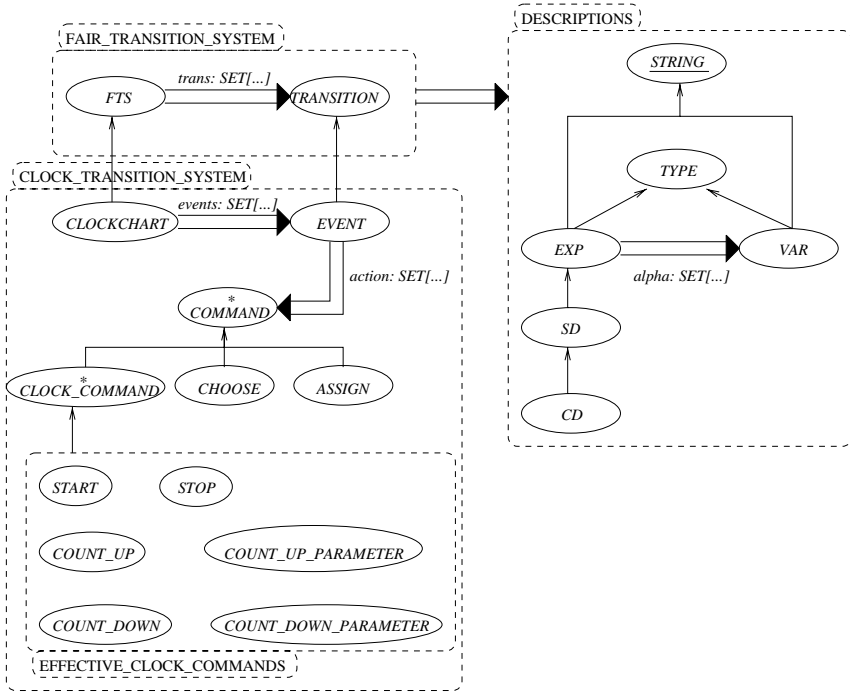 DESCRIPTIONS
FAIR_TRANSITION_SYSTEM
STRING
trans: SET[...]
FTS
TRANSITION
TYPE
CLOCK_TRANSITION_SYSTEM
events: SET[...]
CLOCKCHART
EVENT
EXP
VAR
action: SET[...]
alpha: SET[...]
*
COMMAND
SD
*
CLOCK_COMMAND
CHOOSE
ASSIGN
CD
START
STOP
COUNT_UP
COUNT_UP_PARAMETER
COUNT_DOWN
COUNT_DOWN_PARAMETER
EFFECTIVE_CLOCK_COMMANDS